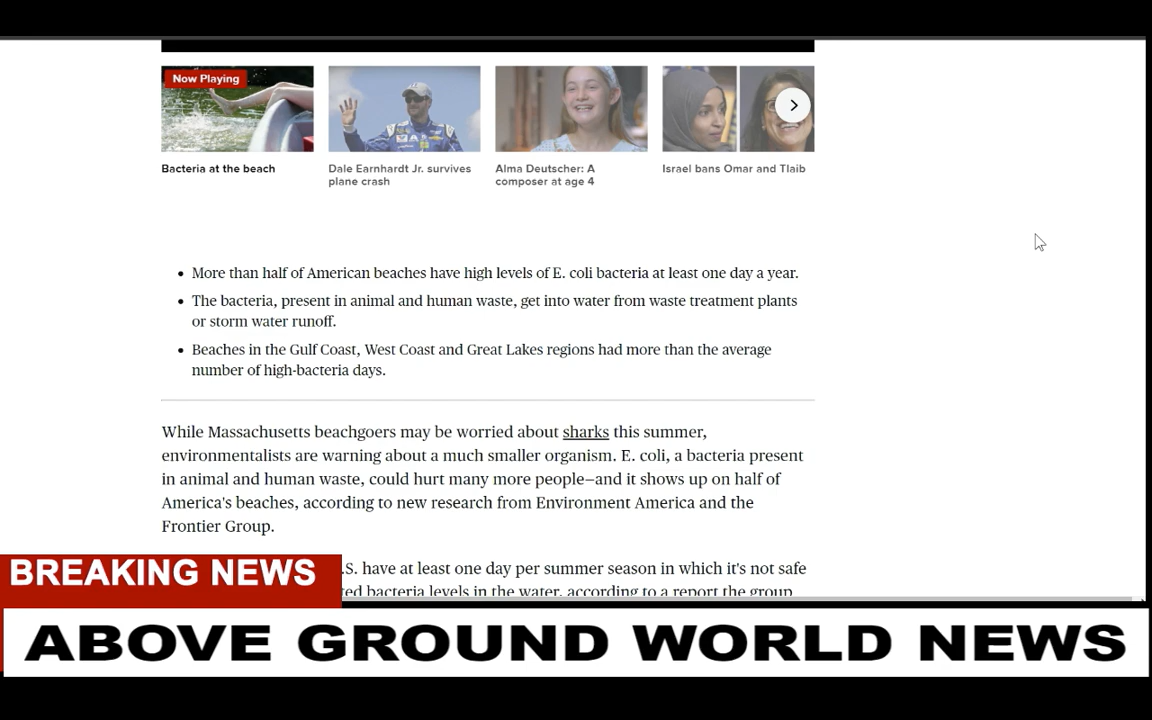 Now Playing
Bacteria at the beach
Dale Earnhardt Jr. survives
plane crash
Alma Deutscher: A
composer at age 4
Israel bans Omar and Tlaib
• More than half of American beaches have high levels of E. coli bacteria at least one day a year.
• The bacteria, present in animal and human waste, get into water from waste treatment plants
or storm water runoff.
• Beaches in the Gulf Coast, West Coast and Great Lakes regions had more than the average
number of high-bacteria days.
While Massachusetts beachgoers may be worried about sharks this summer,
environmentalists are warning about a much smaller organism. E. coli, a bacteria present
in animal and human waste, could hurt many more people—and it shows up on half of
America's beaches, according to new research from Environment America and the
Frontier Group.
.S. have at least one day per summer season in which it's not safe
ted bacteria levels in the water, according to a report the group
BREAKING NEWS
ABOVE GROUND WORLD NEWS